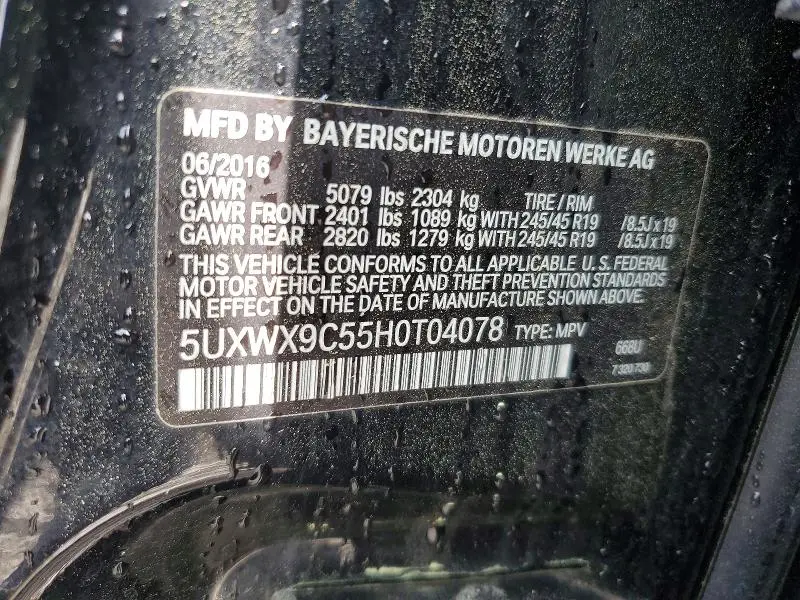 MFD BY BAYERISCHE MOTOREN WERKE AG
06/2016
GVWR 5079 lbs 2304 kg TIRE / RIM
GAWR FRONT 2401 lbs 1089 kg WITH 245/45 R19 /8.5J x 19
GAWR REAR 2820 lbs 1279 kg WITH 245/45 R19 /8.5J x 19
THIS VEHICLE CONFORMS TO ALL APPLICABLE U.S. FEDERAL
MOTOR VEHICLE SAFETY AND THEFT PREVENTION STANDARDS
IN EFFECT ON THE DATE OF MANUFACTURE SHOWN ABOVE.
5UXWX9C55H0T04078 TYPE: MPV 668U
7 320 730